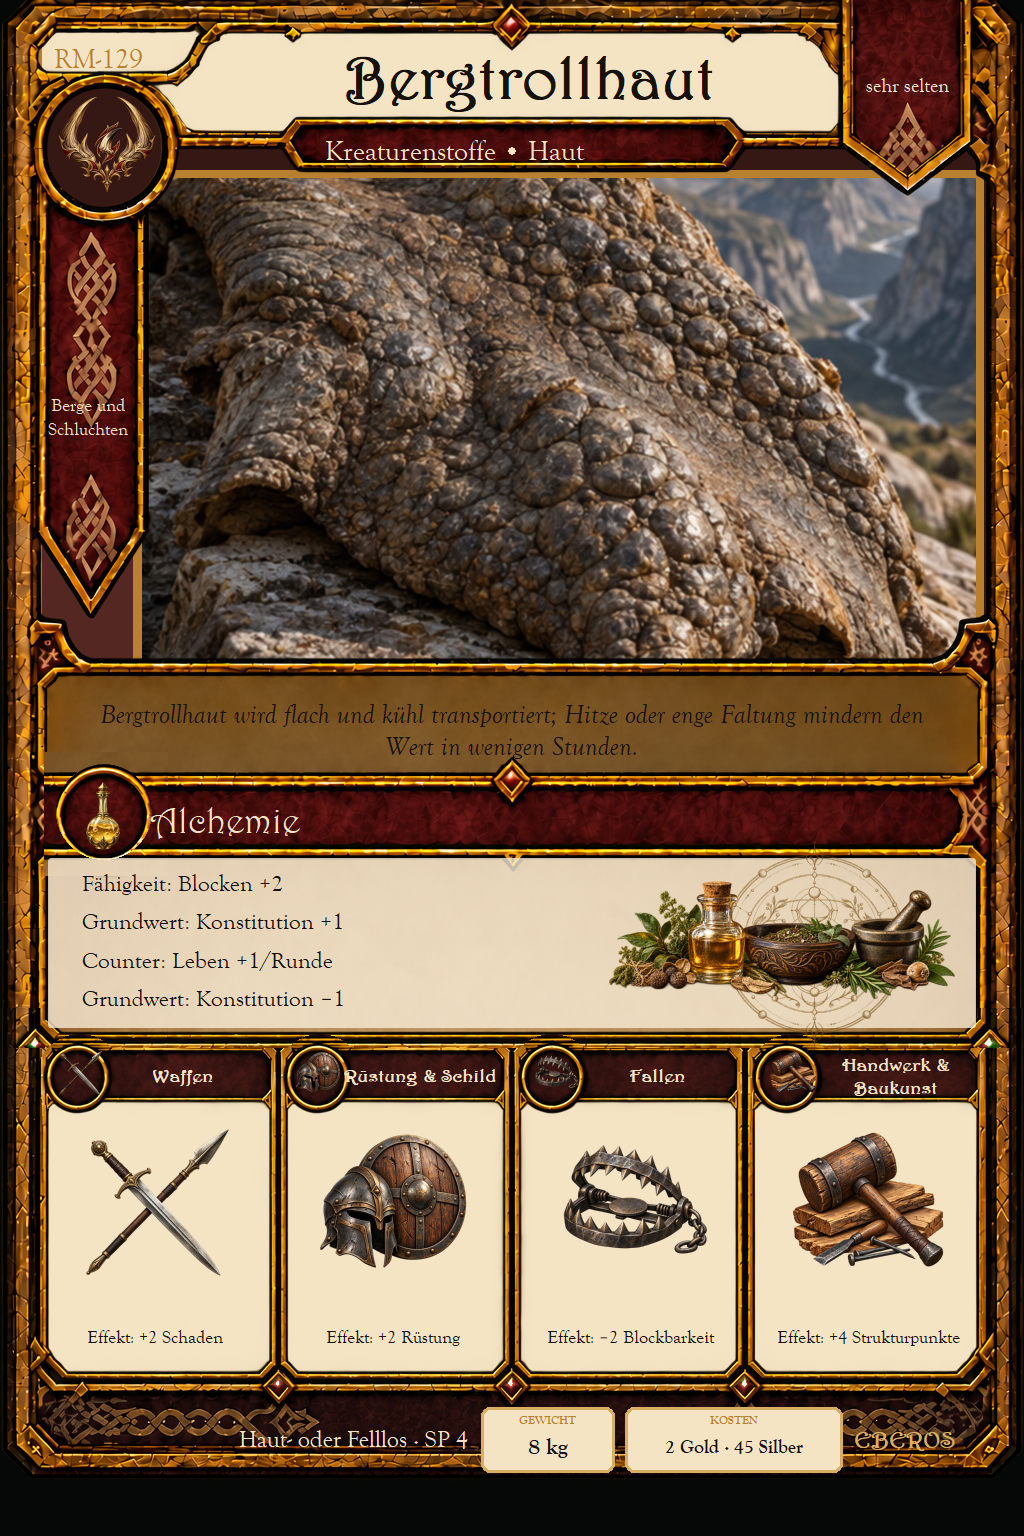 RM-129
Bergtrollhaut
sehr selten
Kreaturenstoffe • Haut
Berge und
Schluchten
Bergtrollhaut wird flach und kühl transportiert; Hitze oder enge Faltung mindern den
Wert in wenigen Stunden.
Alchemie
Fähigkeit: Blocken +2
Grundwert: Konstitution +1
Counter: Leben +1/Runde
Grundwert: Konstitution −1
Waffen
Rüstung & Schild
Fallen
Handwerk &
Baukunst
Effekt: +2 Schaden
Effekt: +2 Rüstung
Effekt: −2 Blockbarkeit
Effekt: +4 Strukturpunkte
Haut- oder Felllos · SP 4
GEWICHT
8 kg
KOSTEN
2 Gold · 45 Silber
EBEROS